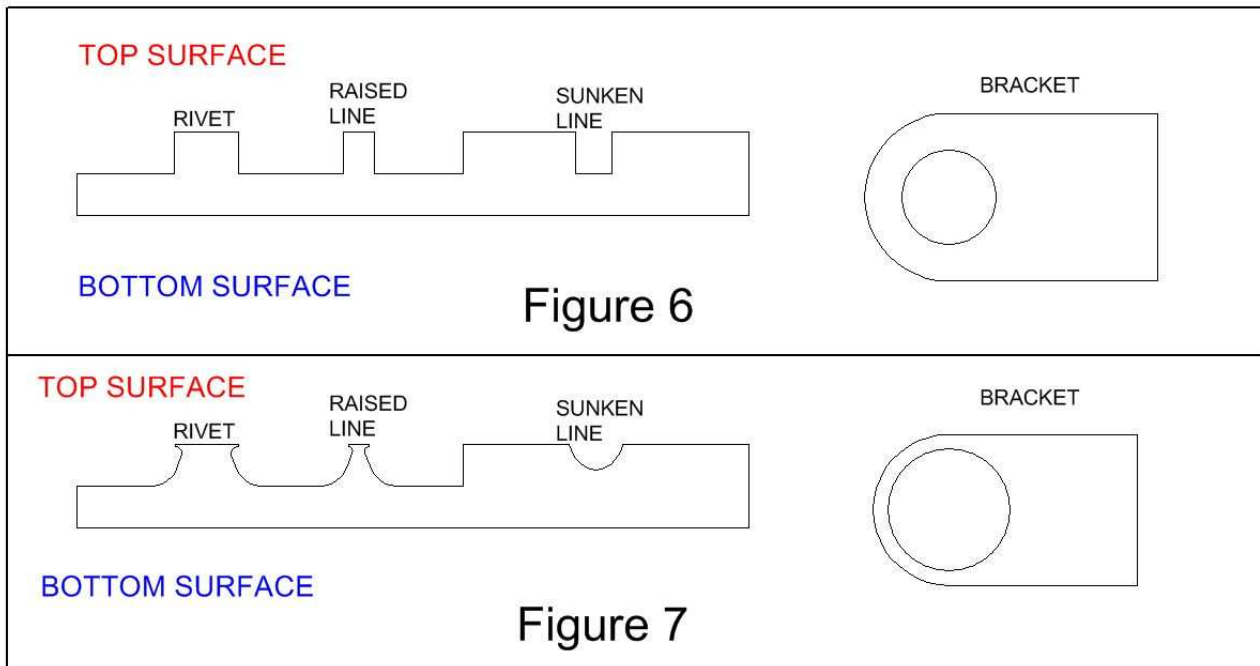 TOP SURFACE
RIVET
RAISED
LINE
SUNKEN
LINE
BRACKET
BOTTOM SURFACE
Figure 6
TOP SURFACE
RIVET
RAISED
LINE
SUNKEN
LINE
BRACKET
BOTTOM SURFACE
Figure 7